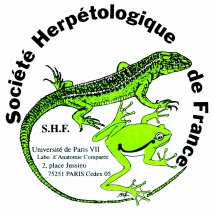 Société Herpétologique de France
S.H.F.
Université de Paris VII
Labo. d'Anatomie Comparée
2, place Jussieu
75251 PARIS Cedex 05